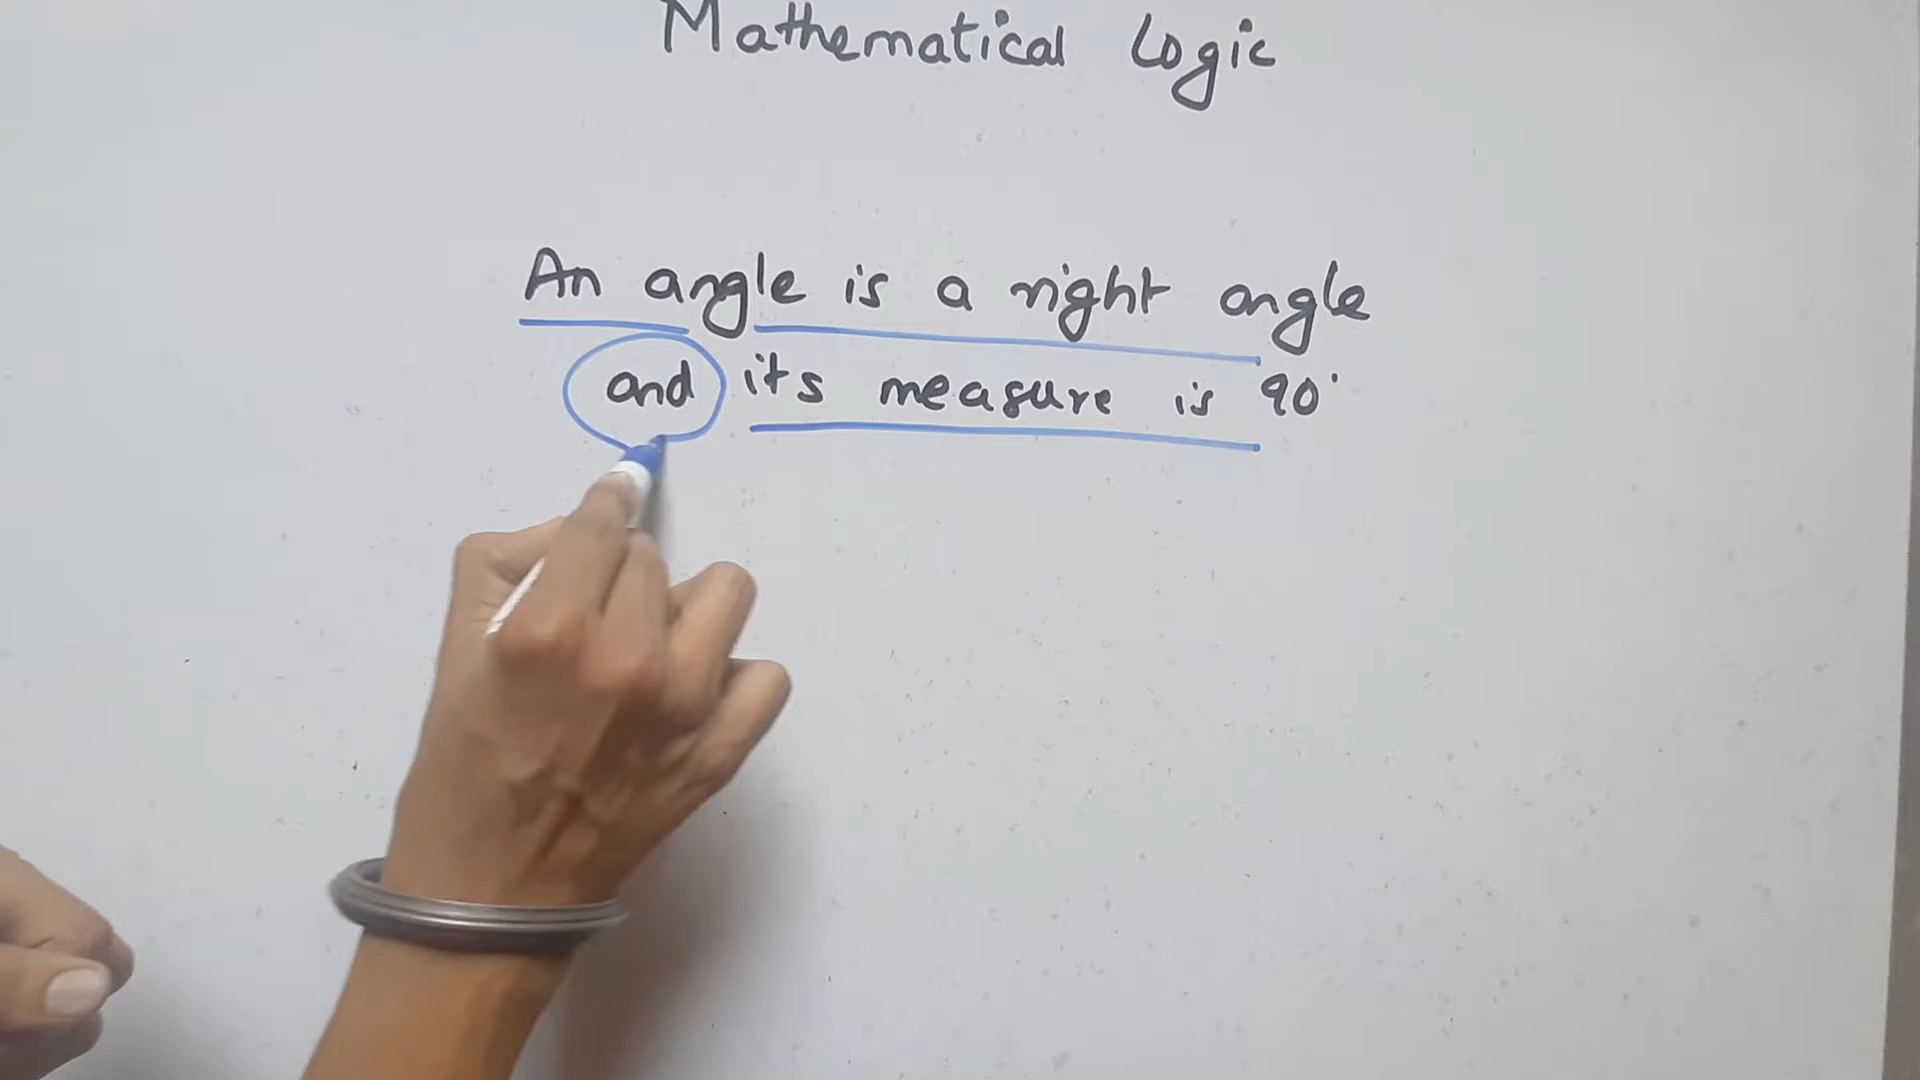 Mathematical Logic
An angle is a right angle
and its measure is 90°